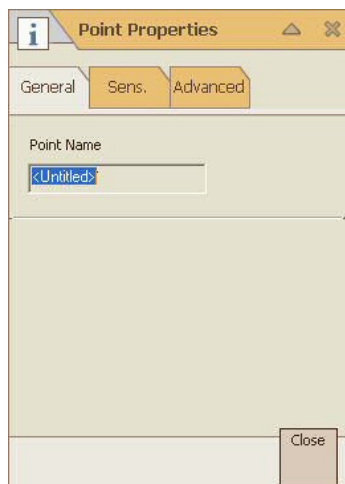 i Point Properties
General Sens. Advanced
Point Name
<Untitled>
Close